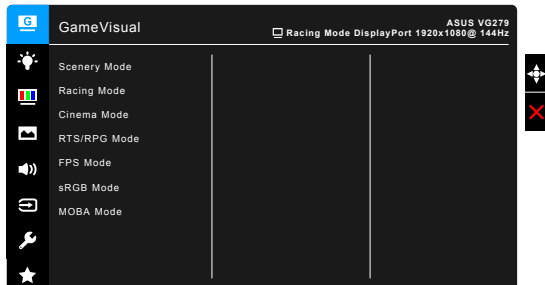 G
GameVisual
ASUS VG279
Racing Mode DisplayPort 1920x1080@ 144Hz
Scenery Mode
Racing Mode
Cinema Mode
RTS/RPG Mode
FPS Mode
sRGB Mode
MOBA Mode